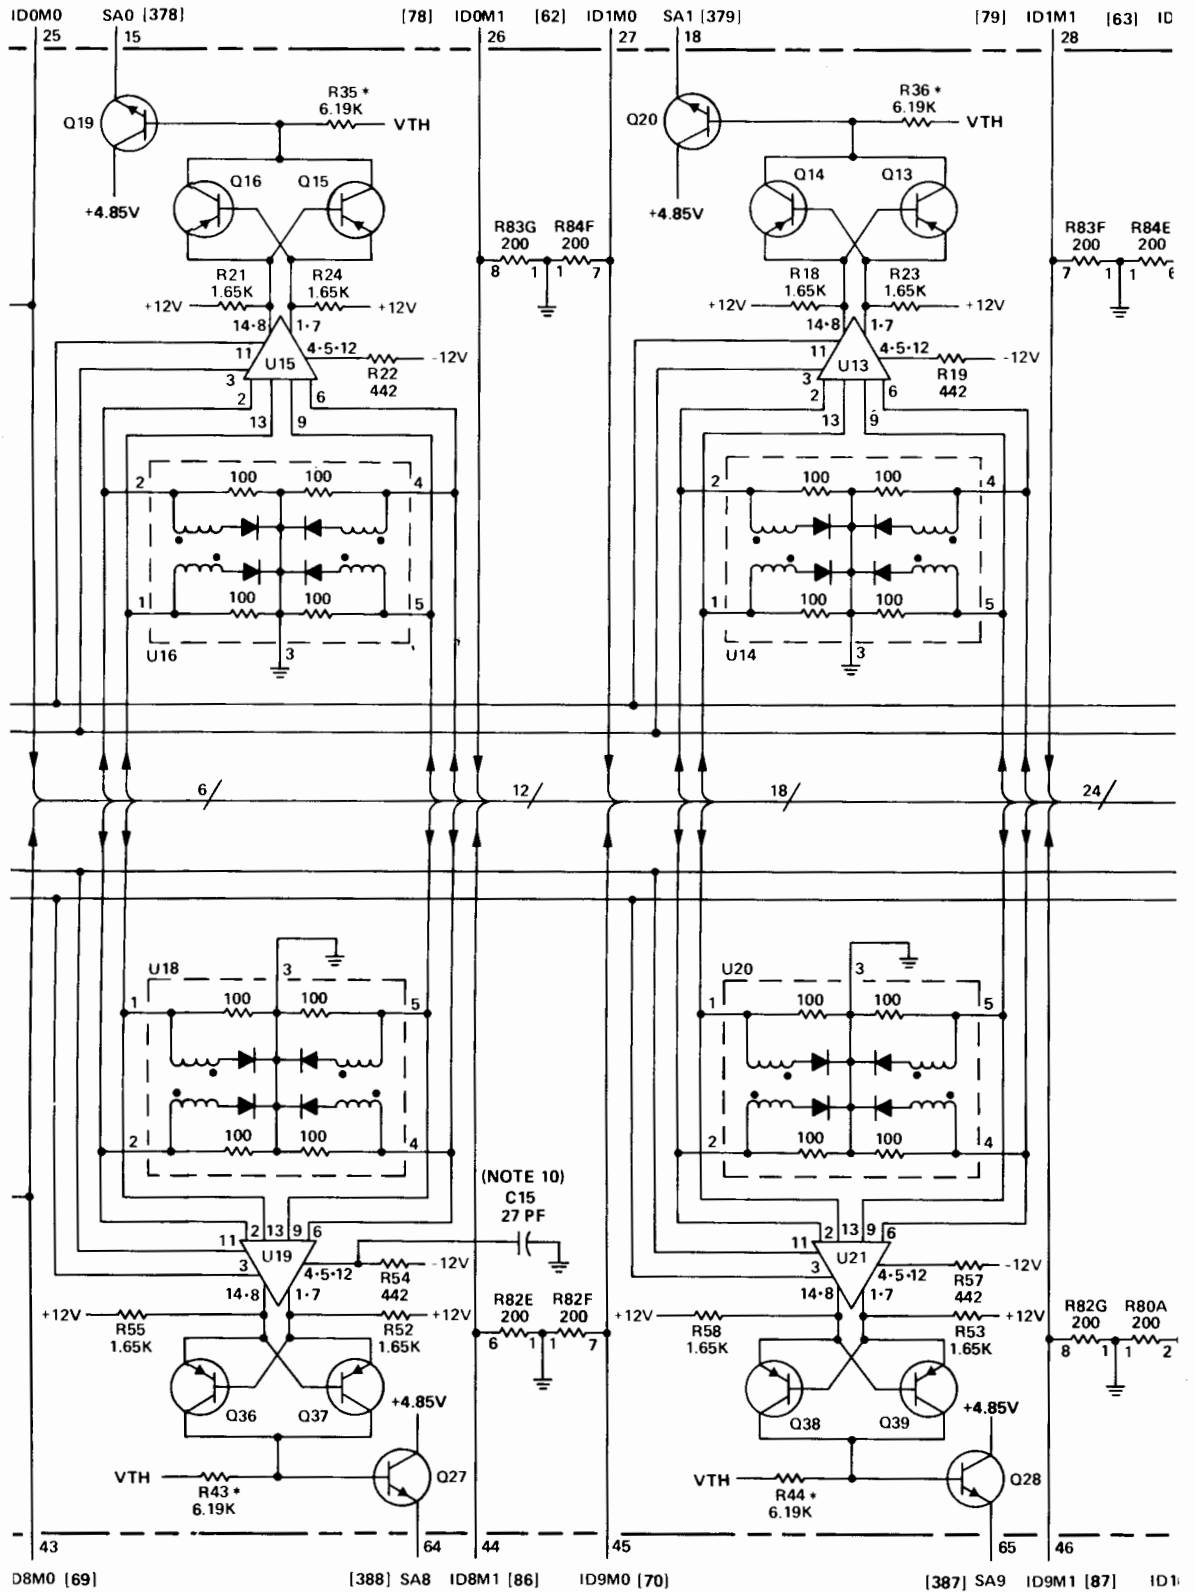 ID0M0 SA0 [378] [78] ID0M1 [62] ID1M0 SA1 [379] [79] ID1M1 [63] ID
25 15 26 27 18 28
R35 * R36 *
6.19K 6.19K
Q19 VTH Q20 VTH
Q16 Q15 Q14 Q13
+4.85V +4.85V
R83G R84F R83F R84E
200 200 200 200
8 1 1 7 7 1 1 6
R21 R24 R18 R23
1.65K 1.65K 1.65K 1.65K
+12V +12V +12V +12V
14·8 1·7 14·8 1·7
11 4·5·12 -12V 11 4·5·12 -12V
U15 U13
3 R22 3 R19
442 442
2 6 2 6
13 9 13 9
100 100 100 100
2 4 2 4
100 100 100 100
1 5 1 5
U16 3 U14 3
6 12 18 24
U18 3 U20 3
1 100 100 5 1 100 100 5
2 100 100 4 2 100 100 4
(NOTE 10)
C15
27 PF
2 13 9 6 2 13 9 6
11 U19 11 U21
3 4·5·12 -12V 3 4·5·12 -12V
R54 R57
442 442
14·8 1·7 14·8 1·7
+12V +12V +12V +12V
R55 R52 R58 R53
1.65K 1.65K 1.65K 1.65K
R82E R82F R82G R80A
200 200 200 200
6 1 1 7 8 1 1 2
Q36 Q37 +4.85V Q38 Q39 +4.85V
VTH Q27 VTH Q28
R43 * R44 *
6.19K 6.19K
43 64 44 45 65 46
D8M0 [69] [388] SA8 ID8M1 [86] ID9M0 [70] [387] SA9 ID9M1 [87] ID1